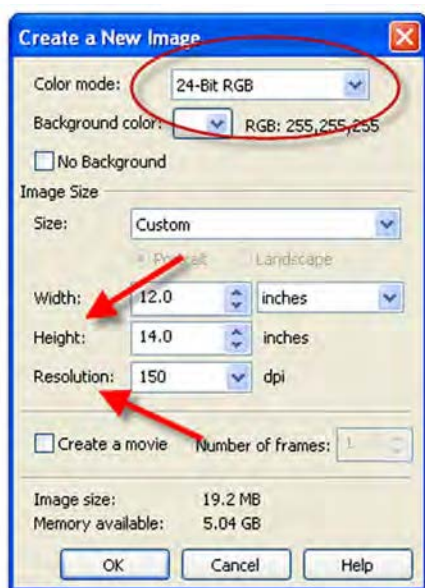 Create a New Image
Color mode: 24-Bit RGB
Background color: RGB: 255,255,255
No Background
Image Size
Size: Custom
Portrait Landscape
Width: 12.0 inches
Height: 14.0 inches
Resolution: 150 dpi
Create a movie Number of frames: 1
Image size: 19.2 MB
Memory available: 5.04 GB
OK Cancel Help